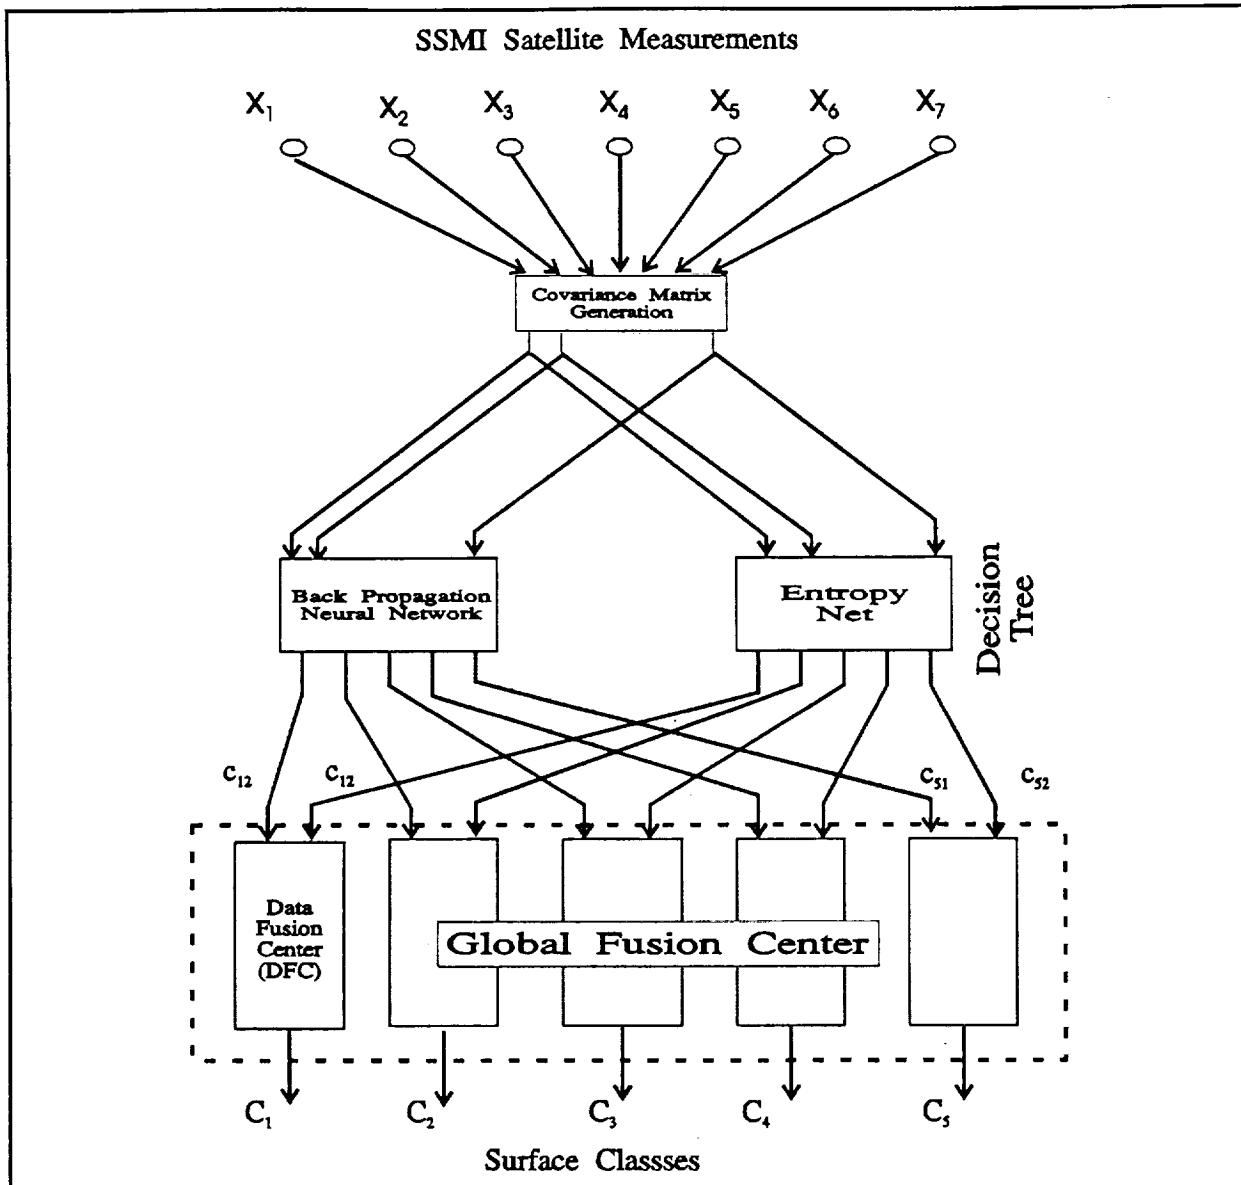 SSMI Satellite Measurements
X₁ X₂ X₃ X₄ X₅ X₆ X₇
Covariance Matrix
Generation
Back Propagation
Neural Network
Entropy
Net
Decision
Tree
c₁₂ c₁₂ c₅₁ c₅₂
Data
Fusion
Center
(DFC)
Global Fusion Center
C₁ C₂ C₃ C₄ C₅
Surface Classses